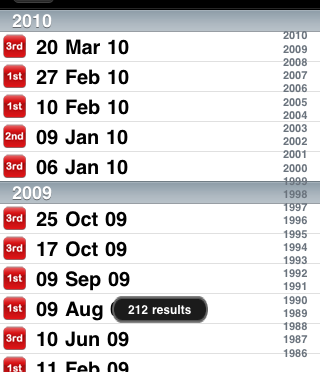 2010
3rd 20 Mar 10
1st 27 Feb 10
1st 10 Feb 10
2nd 09 Jan 10
3rd 06 Jan 10
2009
3rd 25 Oct 09
3rd 17 Oct 09
1st 09 Sep 09
1st 09 Aug
212 results
3rd 10 Jun 09
1st 11 Feb 09
2010
2009
2008
2007
2006
2005
2004
2003
2002
2001
2000
1999
1998
1997
1996
1995
1994
1993
1992
1991
1990
1989
1988
1987
1986